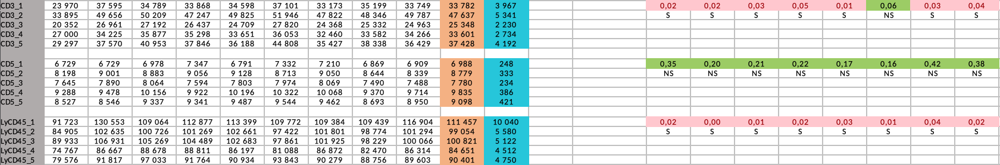 CD3_1 23 970 37 595 34 789 33 868 34 598 37 101 33 173 35 199 33 749 33 782 3 967 0,02 0,02 0,03 0,05 0,01 0,06 0,03 0,04
CD3_2 33 895 49 656 50 209 47 247 49 825 51 946 47 822 48 346 49 787 47 637 5 341 S S S S S NS S S
CD3_3 20 352 26 961 27 192 26 437 24 709 27 820 24 368 25 332 24 963 25 348 2 230
CD3_4 27 000 34 225 35 877 35 298 33 651 36 053 32 460 33 582 34 266 33 601 2 734
CD3_5 29 297 37 570 40 953 37 846 36 188 44 808 35 427 38 338 36 429 37 428 4 192
CD5_1 6 729 6 729 6 978 7 347 6 791 7 332 7 210 6 869 6 909 6 988 248 0,35 0,20 0,21 0,22 0,17 0,16 0,42 0,38
CD5_2 8 198 9 001 8 883 9 056 9 128 8 713 9 050 8 644 8 339 8 779 333 NS NS NS NS NS NS NS NS
CD5_3 7 645 7 890 8 064 7 594 7 803 7 974 8 069 7 490 7 488 7 780 234
CD5_4 9 288 9 478 10 156 9 922 10 196 10 322 10 068 9 370 9 714 9 835 386
CD5_5 8 527 8 546 9 337 9 341 9 487 9 544 9 462 8 693 8 950 9 098 421
LyCD45_1 91 723 130 553 109 064 112 877 113 399 109 772 109 384 109 439 116 904 111 457 10 040 0,02 0,00 0,01 0,02 0,03 0,01 0,04 0,02
LyCD45_2 84 905 102 635 100 726 101 269 102 661 97 422 101 801 98 774 101 294 99 054 5 580 S S S S S S S S
LyCD45_3 89 933 106 931 105 269 104 489 102 683 97 861 101 925 98 229 100 066 100 821 5 122
LyCD45_4 74 767 86 667 88 678 88 811 86 197 81 088 86 872 82 470 86 314 84 651 4 512
LyCD45_5 79 576 91 817 97 033 91 764 90 934 93 843 90 279 88 756 89 603 90 401 4 750